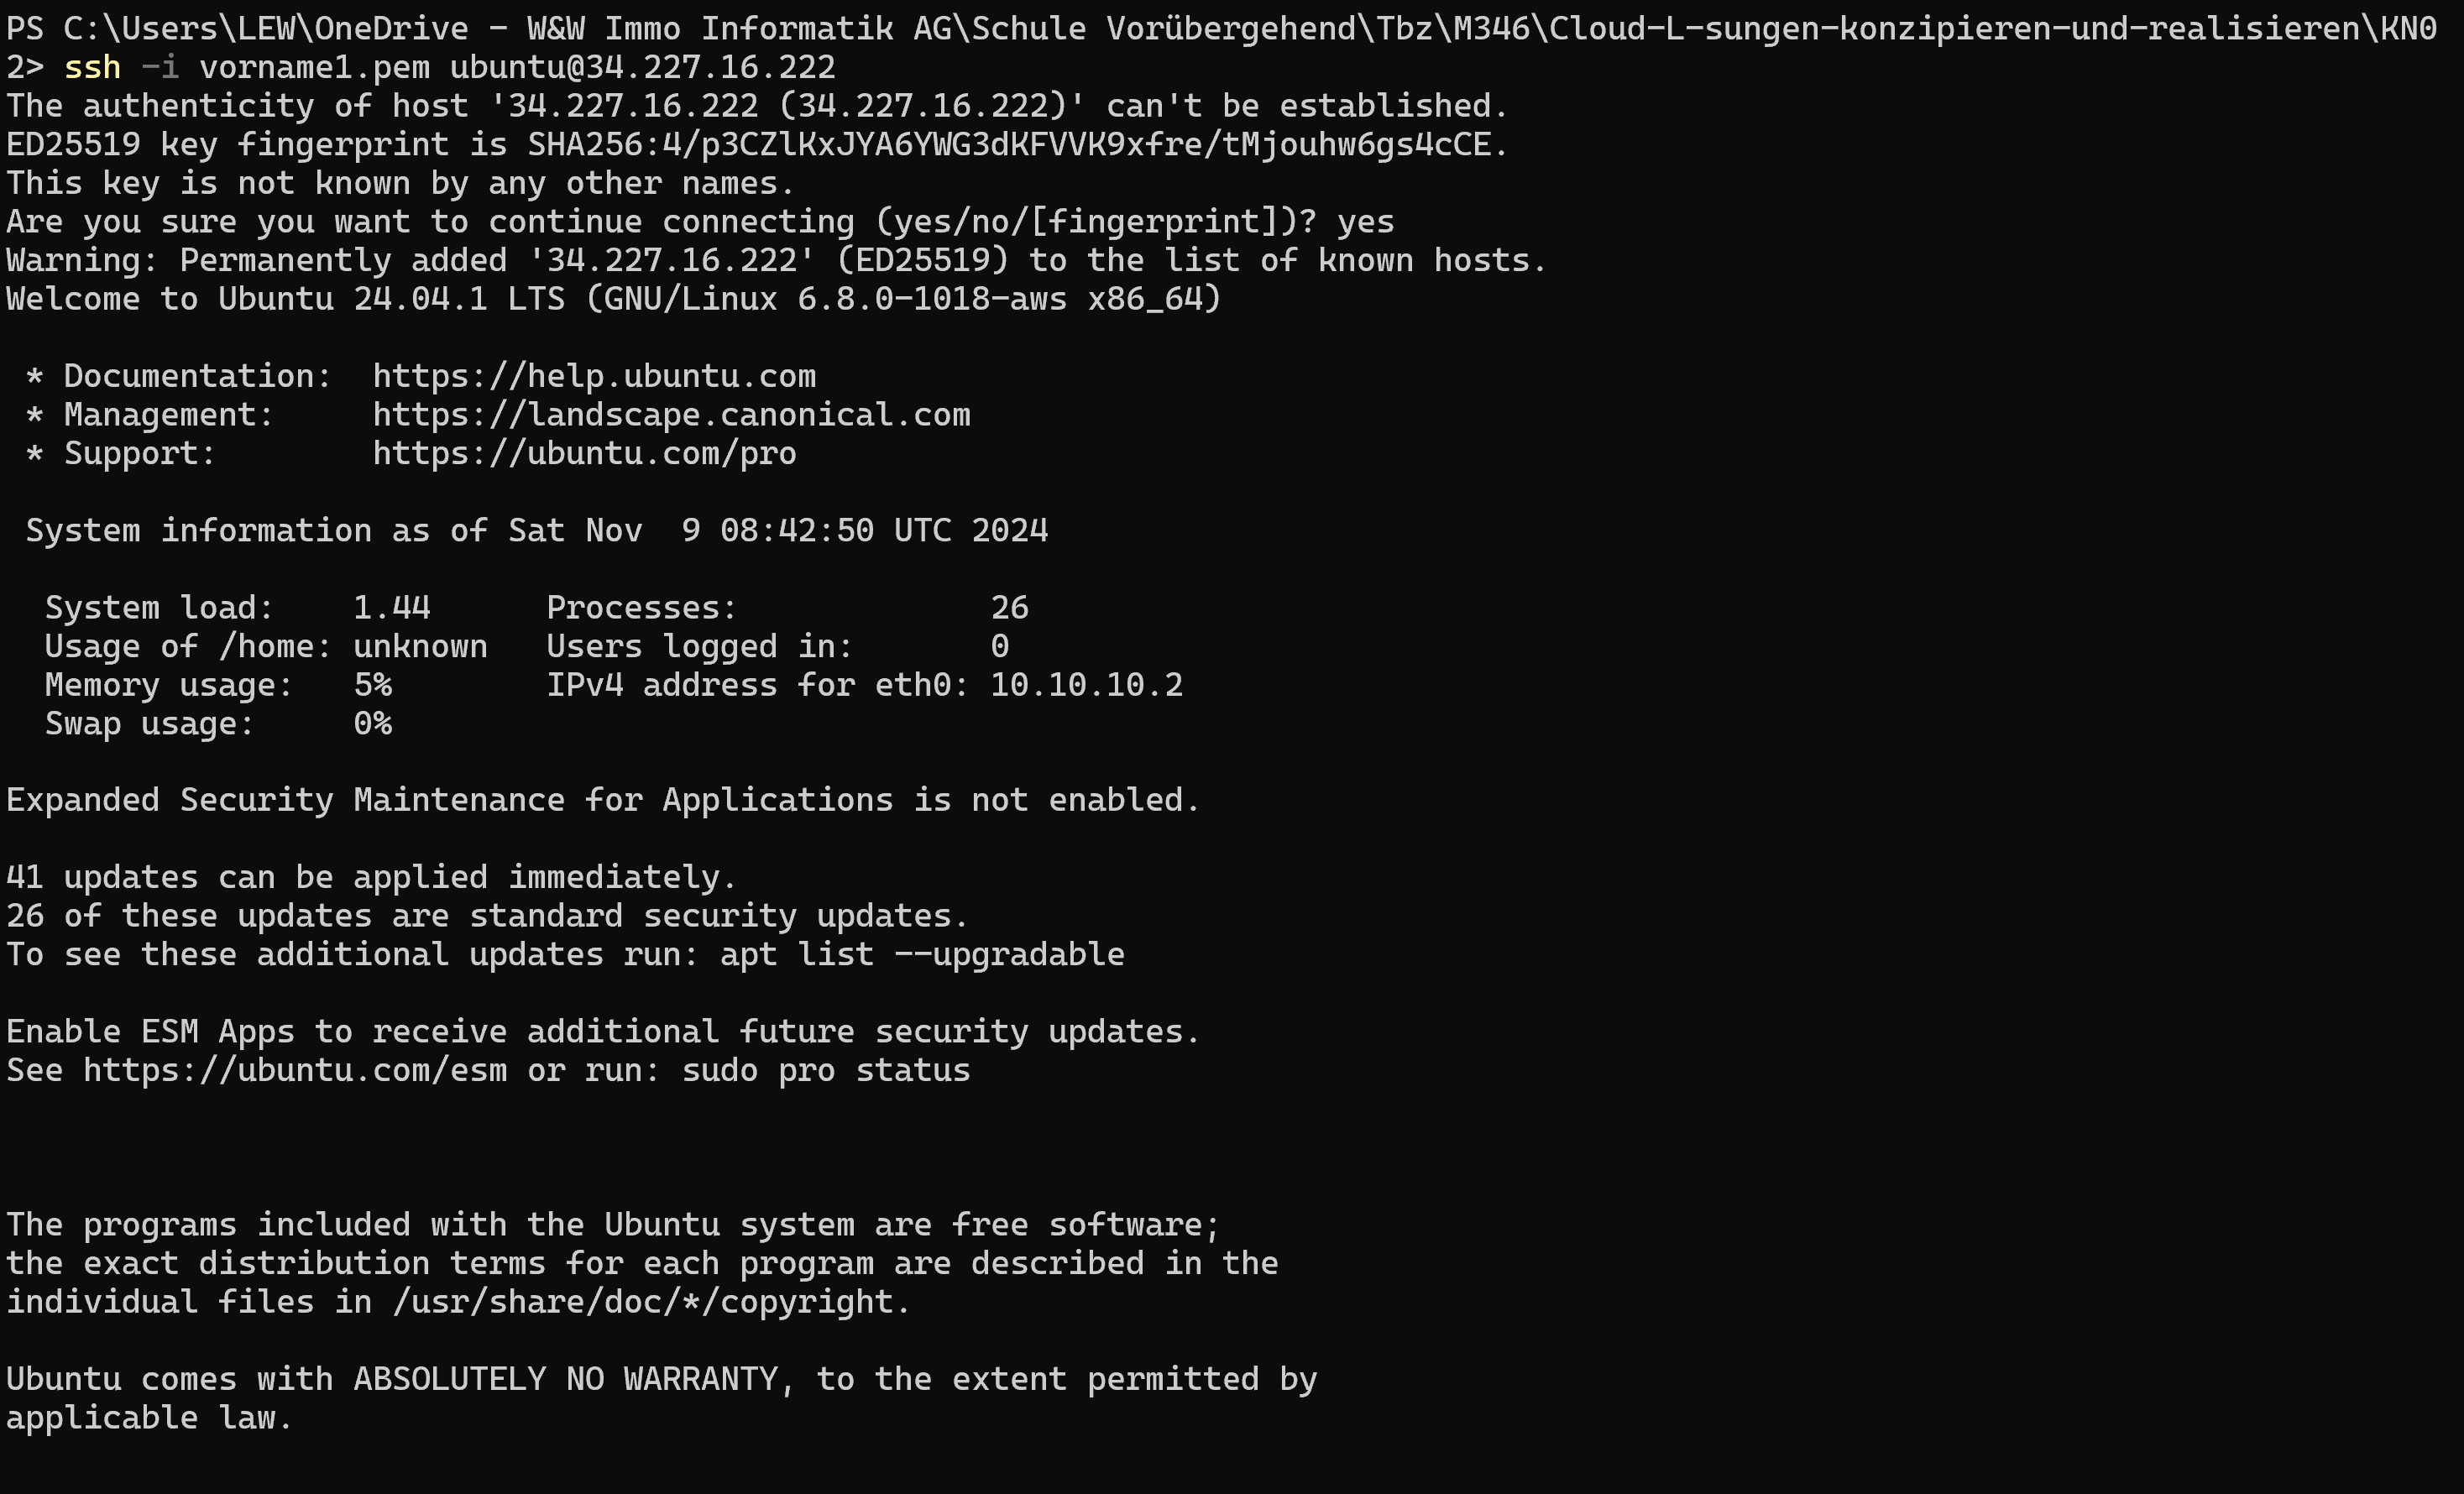 PS C:\Users\LEW\OneDrive - W&W Immo Informatik AG\Schule Vorübergehend\Tbz\M346\Cloud-L-sungen-konzipieren-und-realisieren\KN0
2> ssh -i vorname1.pem ubuntu@34.227.16.222
The authenticity of host '34.227.16.222 (34.227.16.222)' can't be established.
ED25519 key fingerprint is SHA256:4/p3CZlKxJYA6YWG3dKFVVK9xfre/tMjouhw6gs4cCE.
This key is not known by any other names.
Are you sure you want to continue connecting (yes/no/[fingerprint])? yes
Warning: Permanently added '34.227.16.222' (ED25519) to the list of known hosts.
Welcome to Ubuntu 24.04.1 LTS (GNU/Linux 6.8.0-1018-aws x86_64)

 * Documentation:  https://help.ubuntu.com
 * Management:     https://landscape.canonical.com
 * Support:        https://ubuntu.com/pro

 System information as of Sat Nov  9 08:42:50 UTC 2024

  System load:    1.44      Processes:             26
  Usage of /home: unknown   Users logged in:       0
  Memory usage:   5%        IPv4 address for eth0: 10.10.10.2
  Swap usage:     0%

Expanded Security Maintenance for Applications is not enabled.

41 updates can be applied immediately.
26 of these updates are standard security updates.
To see these additional updates run: apt list --upgradable

Enable ESM Apps to receive additional future security updates.
See https://ubuntu.com/esm or run: sudo pro status

The programs included with the Ubuntu system are free software;
the exact distribution terms for each program are described in the
individual files in /usr/share/doc/*/copyright.

Ubuntu comes with ABSOLUTELY NO WARRANTY, to the extent permitted by
applicable law.